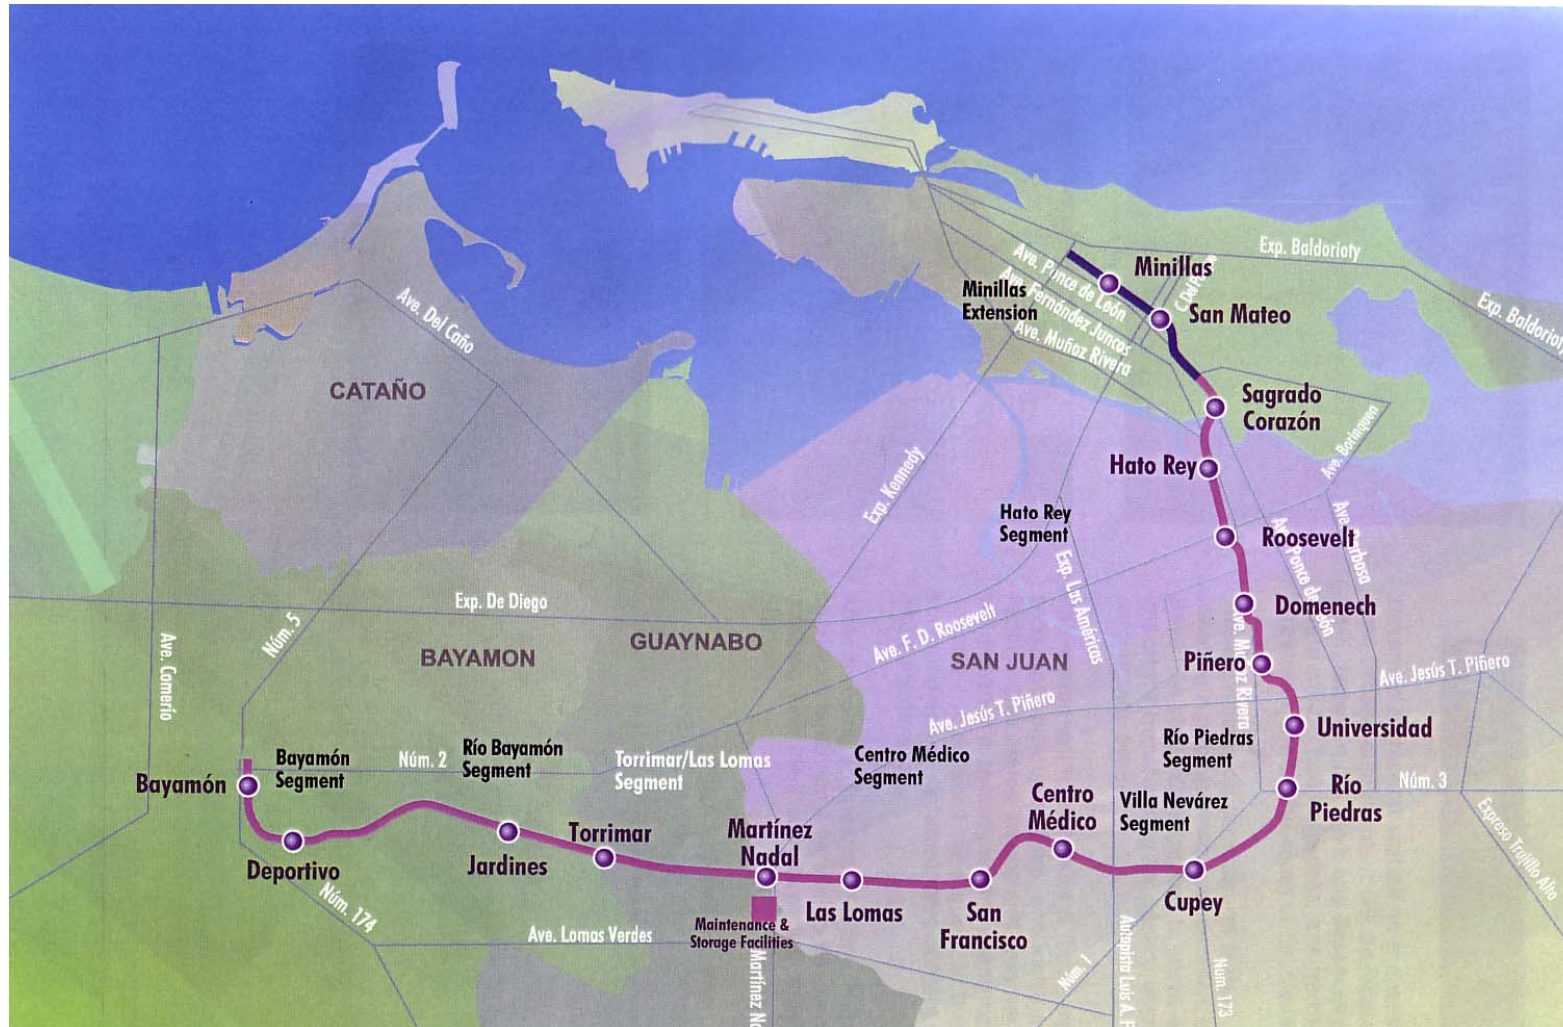 Exp. Baldorioty
Ave. Ponce de León
Minillas
Minillas
Extension
Fernández Juncos
San Mateo
Exp. Baldorioty
Ave. Del Caño
Ave. Muñoz Rivera
CATAÑO
Sagrado
Corazón
Ave. Borinquen
Hato Rey
Exp. Kennedy
Hato Rey
Segment
Roosevelt
Ave. Barbosa
Ave. Ponce de León
Exp. Las Américas
Exp. De Diego
Domenech
Núm. 5
Ave. F. D. Roosevelt
GUAYNABO
BAYAMON
SAN JUAN
Piñero
Ave. Muñoz Rivera
Ave. Jesús T. Piñero
Ave. Comerío
Ave. Jesús T. Piñero
Universidad
Bayamón
Segment
Río Bayamón
Segment
Núm. 2
Torrimar/Las Lomas
Segment
Centro Médico
Segment
Río Piedras
Segment
Bayamón
Centro
Médico
Villa Nevárez
Segment
Río
Piedras
Núm. 3
Torrimar
Martínez
Nadal
Expreso Trujillo Alto
Deportivo
Jardines
Las Lomas
San
Francisco
Cupey
Núm. 174
Ave. Lomas Verdes
Maintenance &
Storage Facilities
Martínez Na
Núm. 1
Autopista Luis A. F
Núm. 173